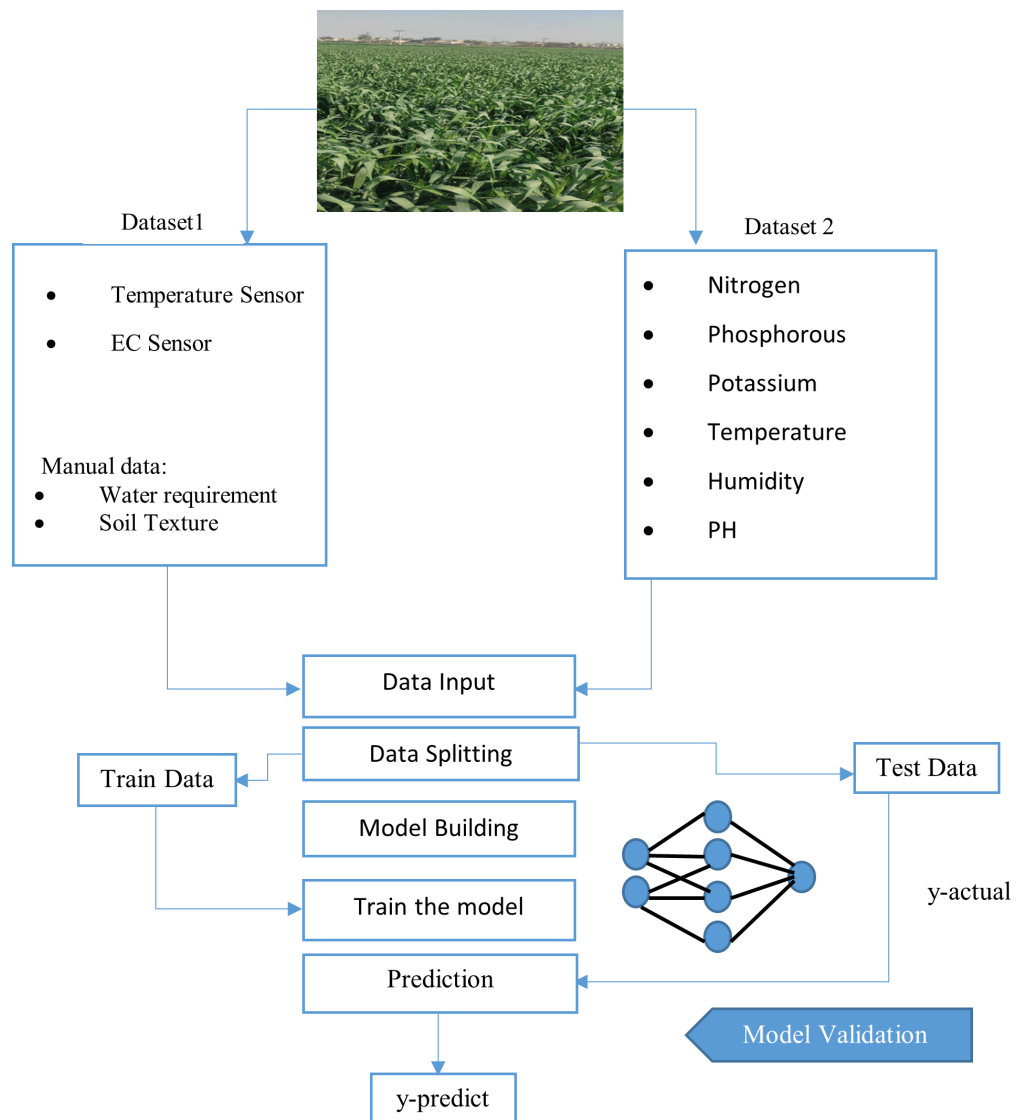 Dataset1
Temperature Sensor
EC Sensor
Manual data:
Water requirement
Soil Texture
Dataset 2
Nitrogen
Phosphorous
Potassium
Temperature
Humidity
PH
Data Input
Data Splitting
Train Data
Test Data
Model Building
Train the model
y-actual
Prediction
Model Validation
y-predict